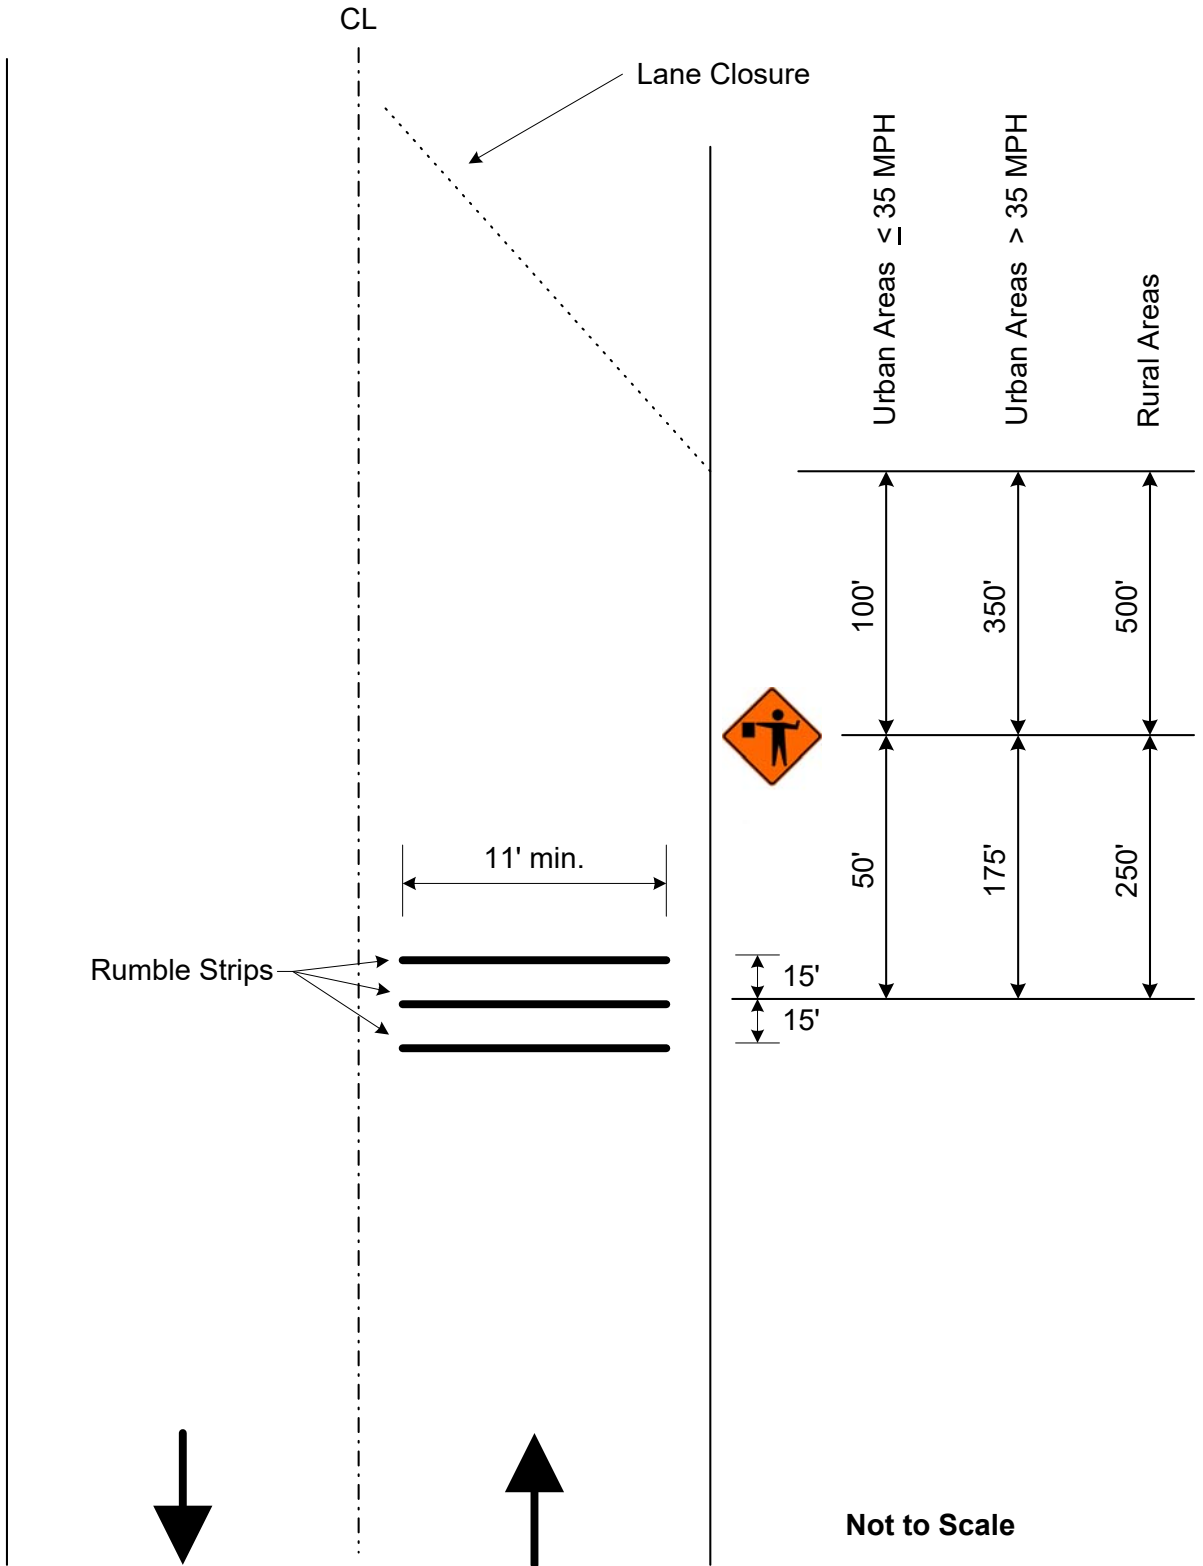 CL
Lane Closure
Urban Areas ≤ 35 MPH
Urban Areas > 35 MPH
Rural Areas
100'
350'
500'
11' min.
50'
175'
250'
Rumble Strips
15'
15'
Not to Scale